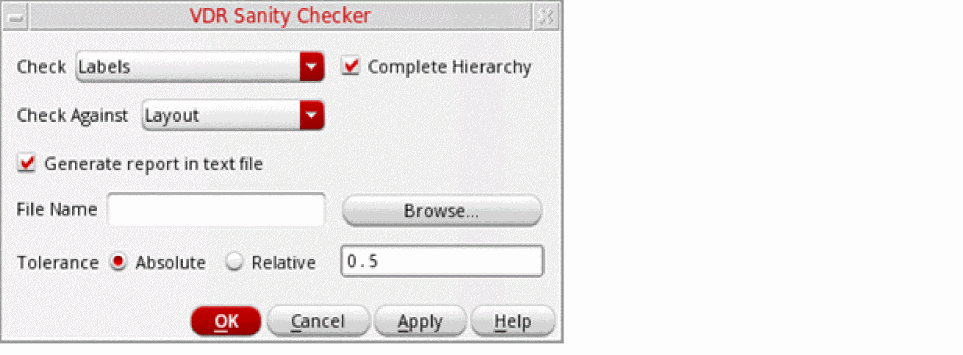 VDR Sanity Checker
Check Labels Complete Hierarchy
Check Against Layout
Generate report in text file
File Name Browse...
Tolerance Absolute Relative 0.5
OK Cancel Apply Help